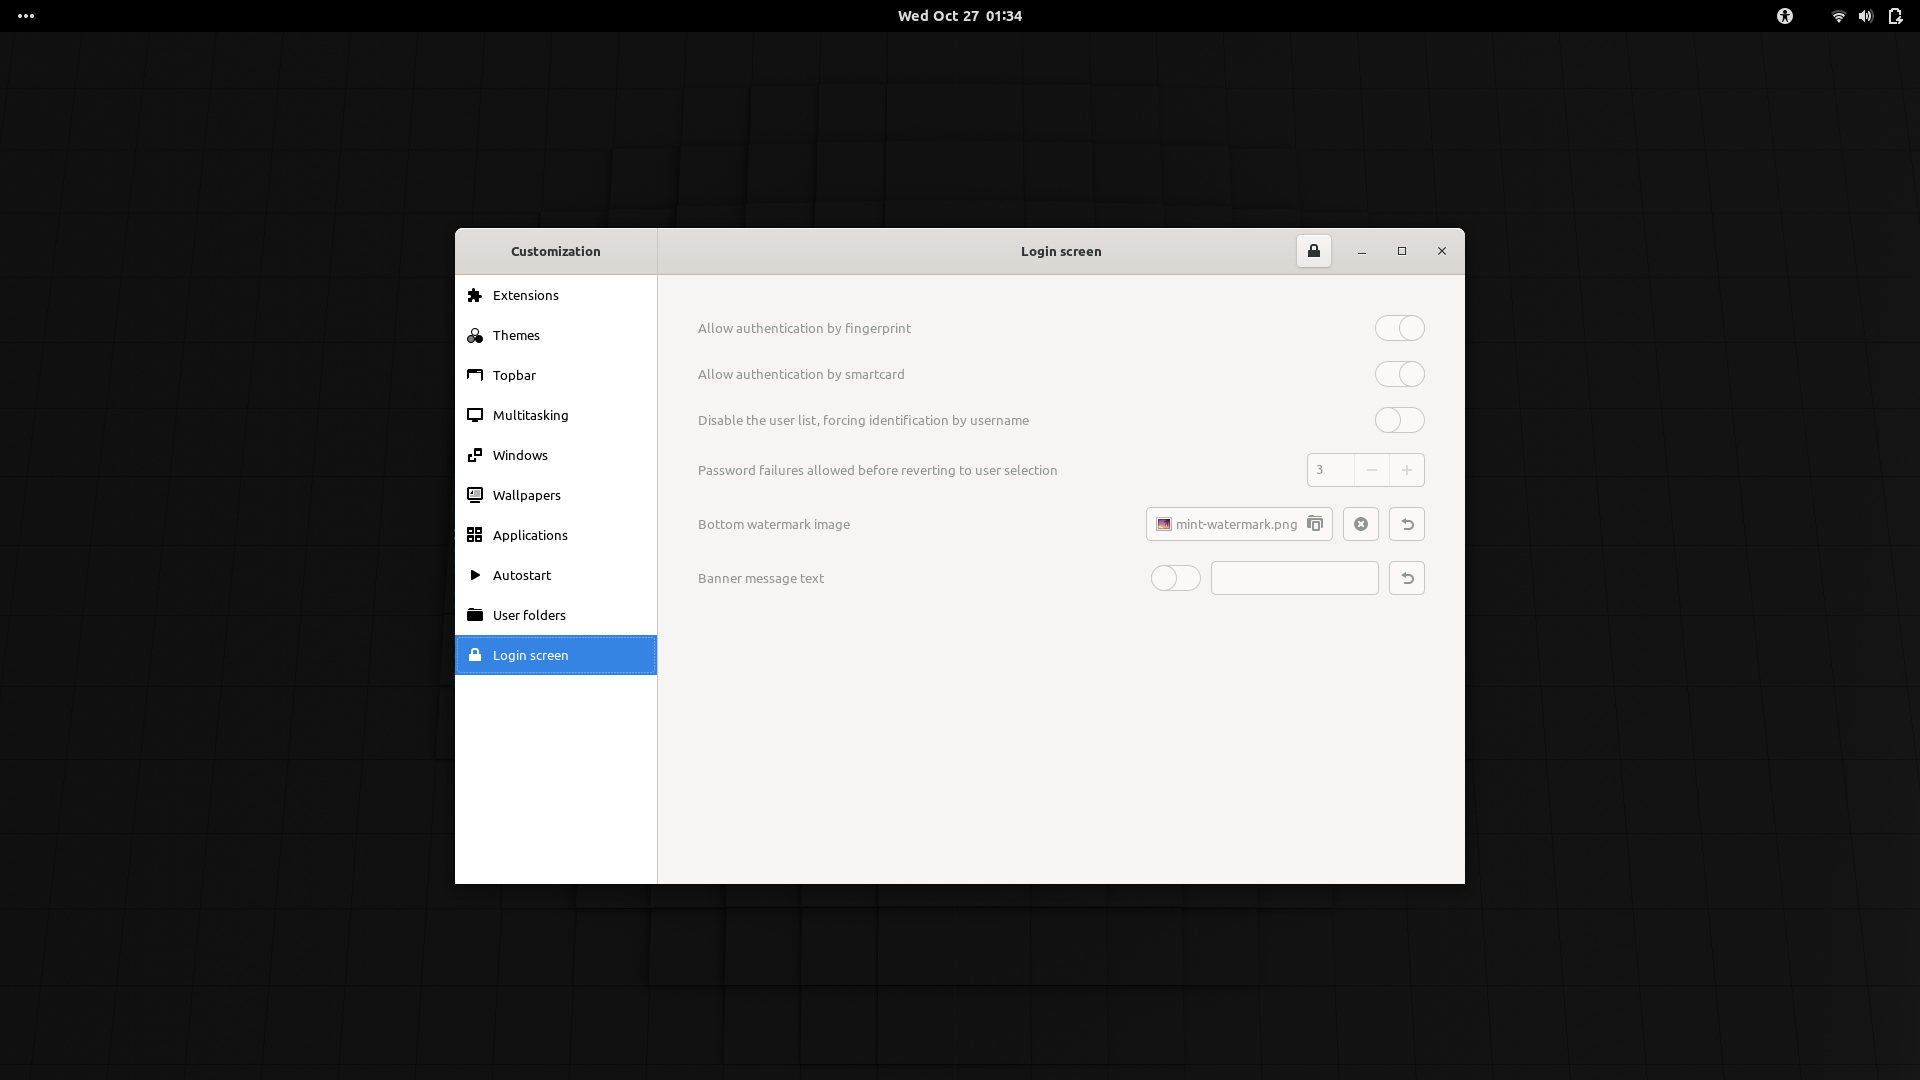 Wed Oct 27  01:34
Customization
Login screen
Extensions
Themes
Topbar
Multitasking
Windows
Wallpapers
Applications
Autostart
User folders
Login screen
Allow authentication by fingerprint
Allow authentication by smartcard
Disable the user list, forcing identification by username
Password failures allowed before reverting to user selection
3
Bottom watermark image
mint-watermark.png
Banner message text